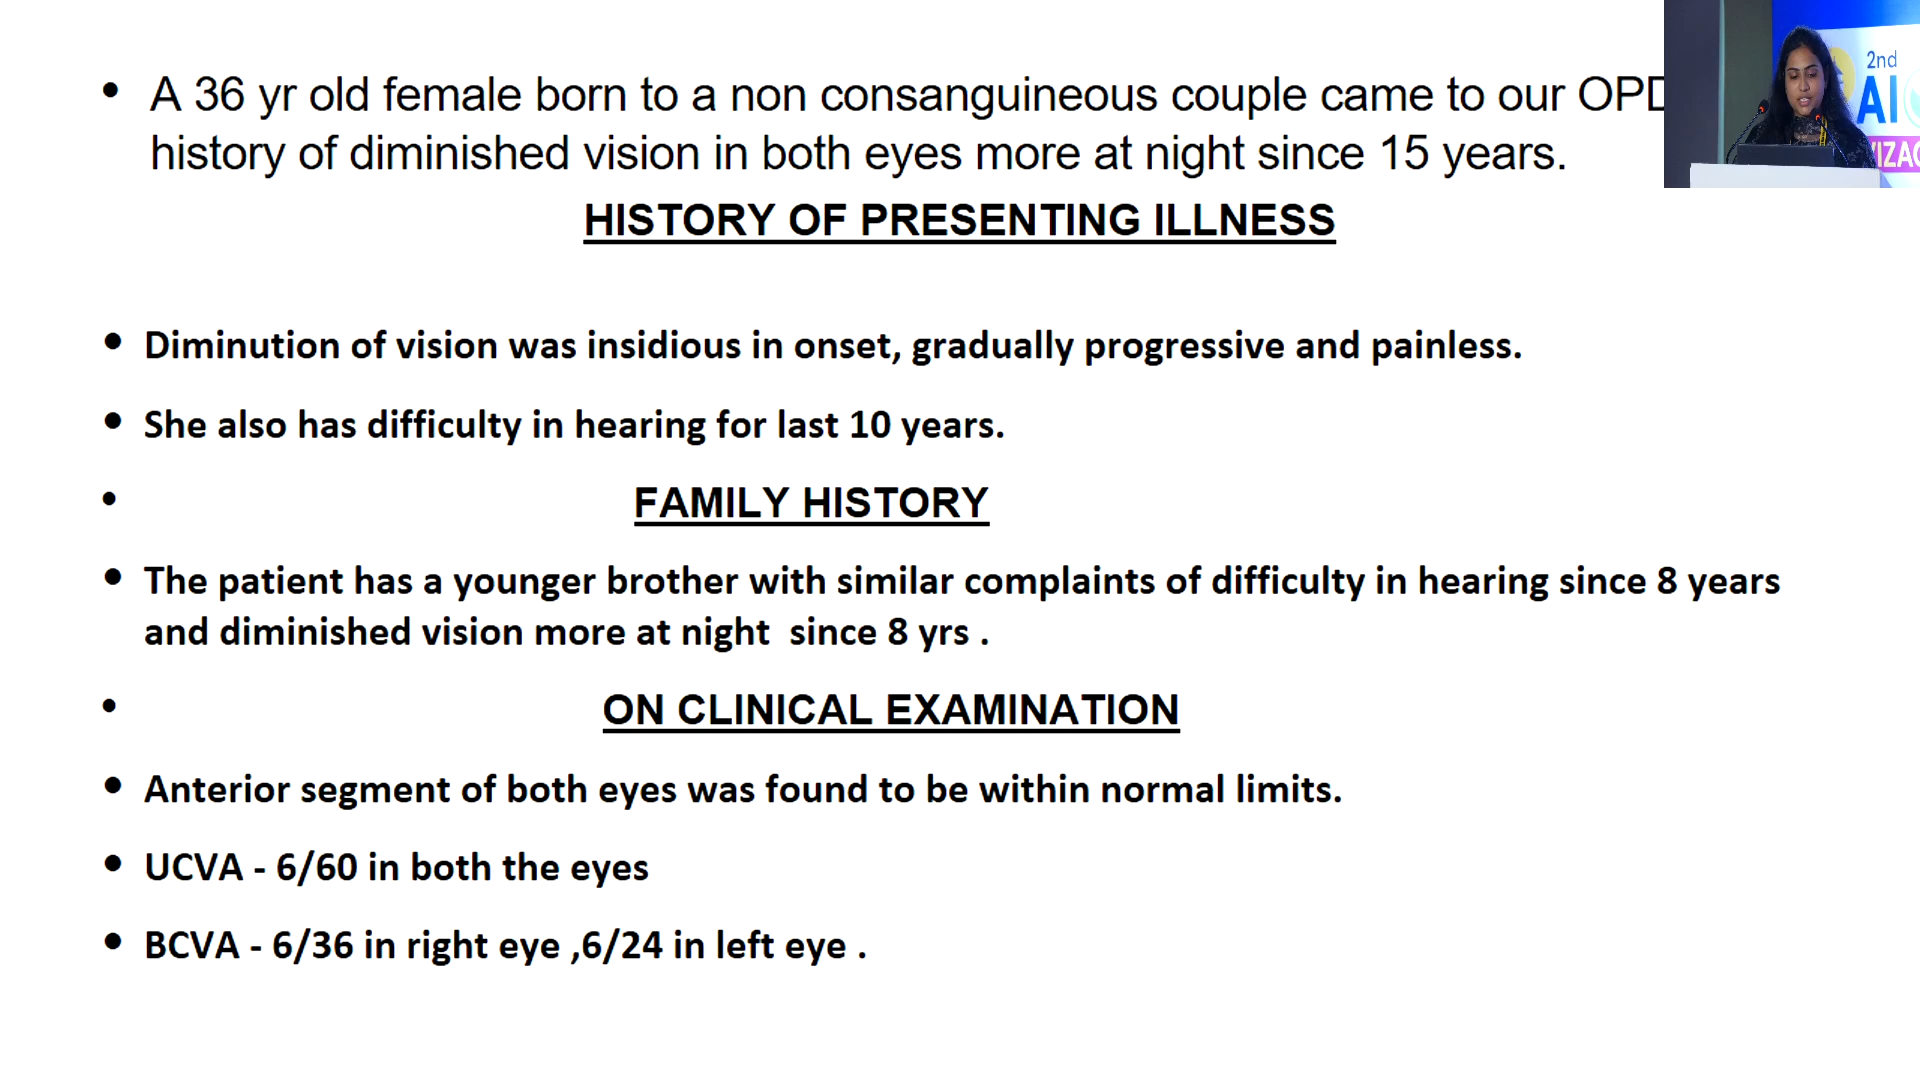 • A 36 yr old female born to a non consanguineous couple came to our OPD
history of diminished vision in both eyes more at night since 15 years.
HISTORY OF PRESENTING ILLNESS
• Diminution of vision was insidious in onset, gradually progressive and painless.
• She also has difficulty in hearing for last 10 years.
• FAMILY HISTORY
• The patient has a younger brother with similar complaints of difficulty in hearing since 8 years
and diminished vision more at night since 8 yrs .
• ON CLINICAL EXAMINATION
• Anterior segment of both eyes was found to be within normal limits.
• UCVA - 6/60 in both the eyes
• BCVA - 6/36 in right eye ,6/24 in left eye .
2nd
AI